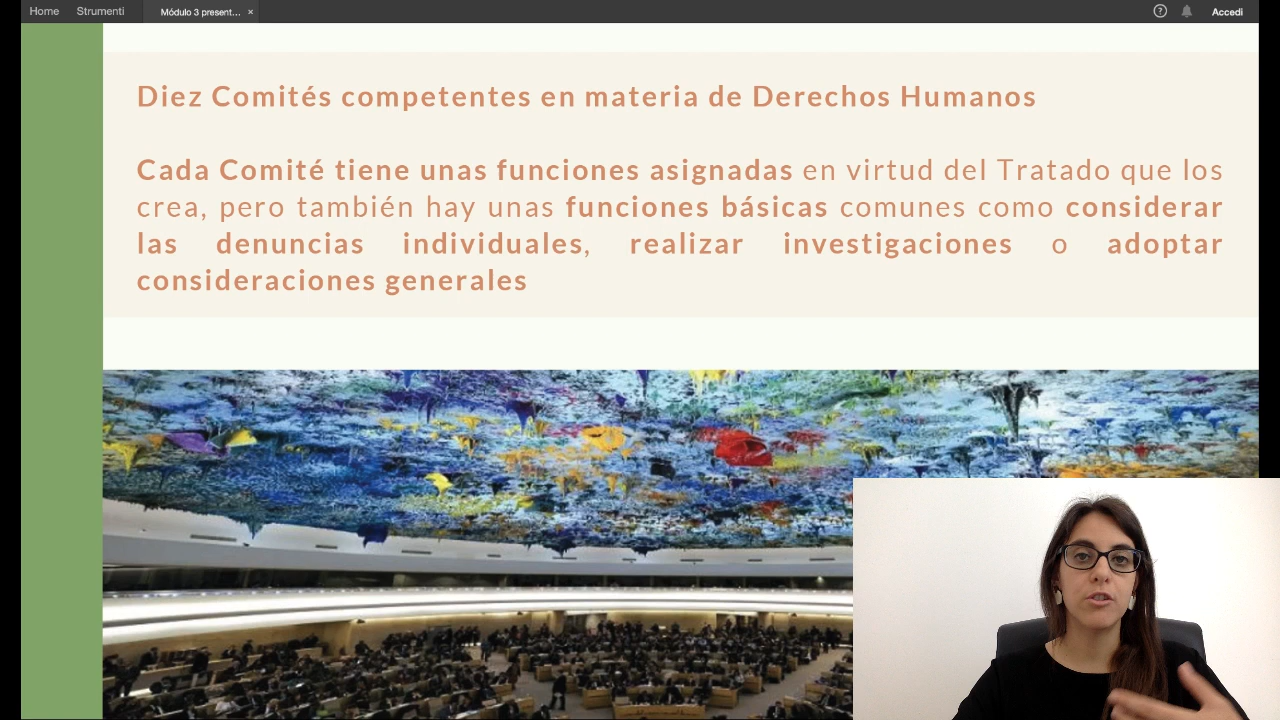 Home Strumenti Módulo 3 present... × ? Accedi
Diez Comités competentes en materia de Derechos Humanos
Cada Comité tiene unas funciones asignadas en virtud del Tratado que los
crea, pero también hay unas funciones básicas comunes como considerar
las denuncias individuales, realizar investigaciones o adoptar
consideraciones generales